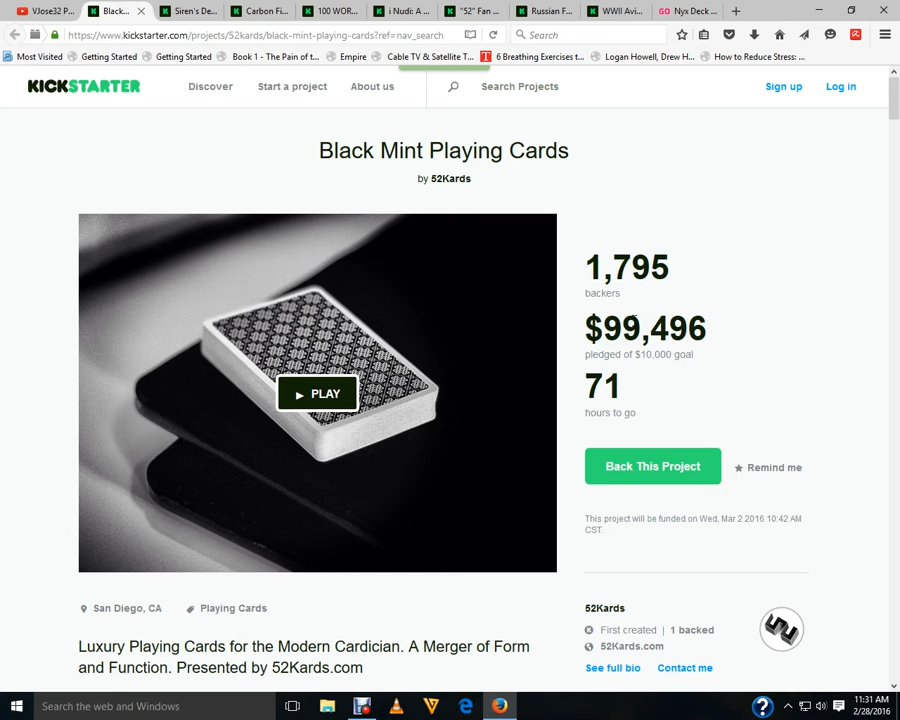 VJose32 P...
Black...
Siren's De...
Carbon Fi...
100 WOR...
i Nudi: A ...
"52" Fan ...
Russian F...
WWII Avi...
GO Nyx Deck ...
https://www.kickstarter.com/projects/52kards/black-mint-playing-cards?ref=nav_search
Search
Most Visited
Getting Started
Getting Started
Book 1 - The Pain of t...
Empire
Cable TV & Satellite T...
T 6 Breathing Exercises t...
Logan Howell, Drew H...
How to Reduce Stress: ...
KICKSTARTER
Discover
Start a project
About us
Search Projects
Sign up
Log in
Black Mint Playing Cards
by 52Kards
PLAY
1,795
backers
$99,496
pledged of $10,000 goal
71
hours to go
Back This Project
Remind me
This project will be funded on Wed, Mar 2 2016 10:42 AM
CST.
San Diego, CA
Playing Cards
Luxury Playing Cards for the Modern Cardician. A Merger of Form
and Function. Presented by 52Kards.com
52Kards
First created | 1 backed
52Kards.com
See full bio
Contact me
Search the web and Windows
11:31 AM
2/28/2016